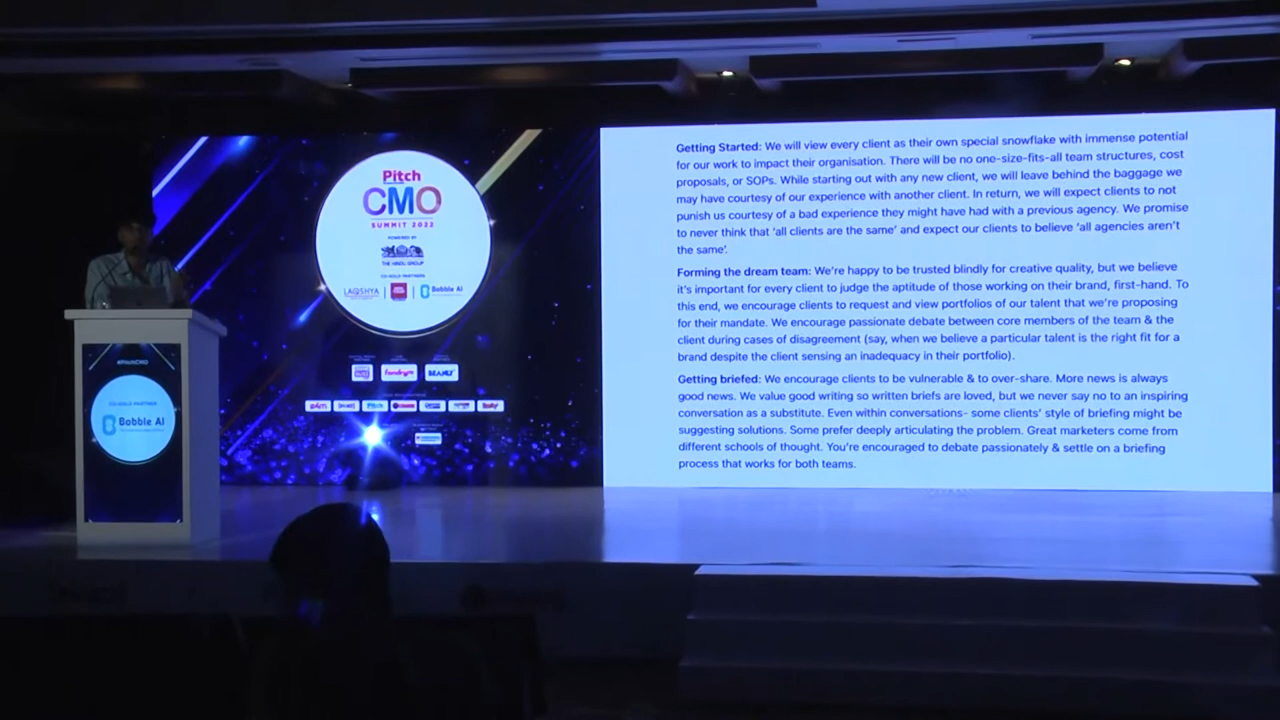 Pitch
CMO
SUMMIT 2022
POWERED BY
THE HINDU GROUP
CO-GOLD PARTNERS
LAQSHYA
Bobble AI
#PitchCMO
CO-GOLD PARTNER
Bobble AI
Getting Started: We will view every client as their own special snowflake with immense potential
for our work to impact their organisation. There will be no one-size-fits-all team structures, cost
proposals, or SOPs. While starting out with any new client, we will leave behind the baggage we
may have courtesy of our experience with another client. In return, we will expect clients to not
punish us courtesy of a bad experience they might have had with a previous agency. We promise
to never think that 'all clients are the same' and expect our clients to believe 'all agencies aren't
the same'.
Forming the dream team: We're happy to be trusted blindly for creative quality, but we believe
it's important for every client to judge the aptitude of those working on their brand, first-hand. To
this end, we encourage clients to request and view portfolios of our talent that we're proposing
for their mandate. We encourage passionate debate between core members of the team & the
client during cases of disagreement (say, when we believe a particular talent is the right fit for a
brand despite the client sensing an inadequacy in their portfolio).
Getting briefed: We encourage clients to be vulnerable & to over-share. More news is always
good news. We value good writing so written briefs are loved, but we never say no to an inspiring
conversation as a substitute. Even within conversations- some clients' style of briefing might be
suggesting solutions. Some prefer deeply articulating the problem. Great marketers come from
different schools of thought. You're encouraged to debate passionately & settle on a briefing
process that works for both teams.